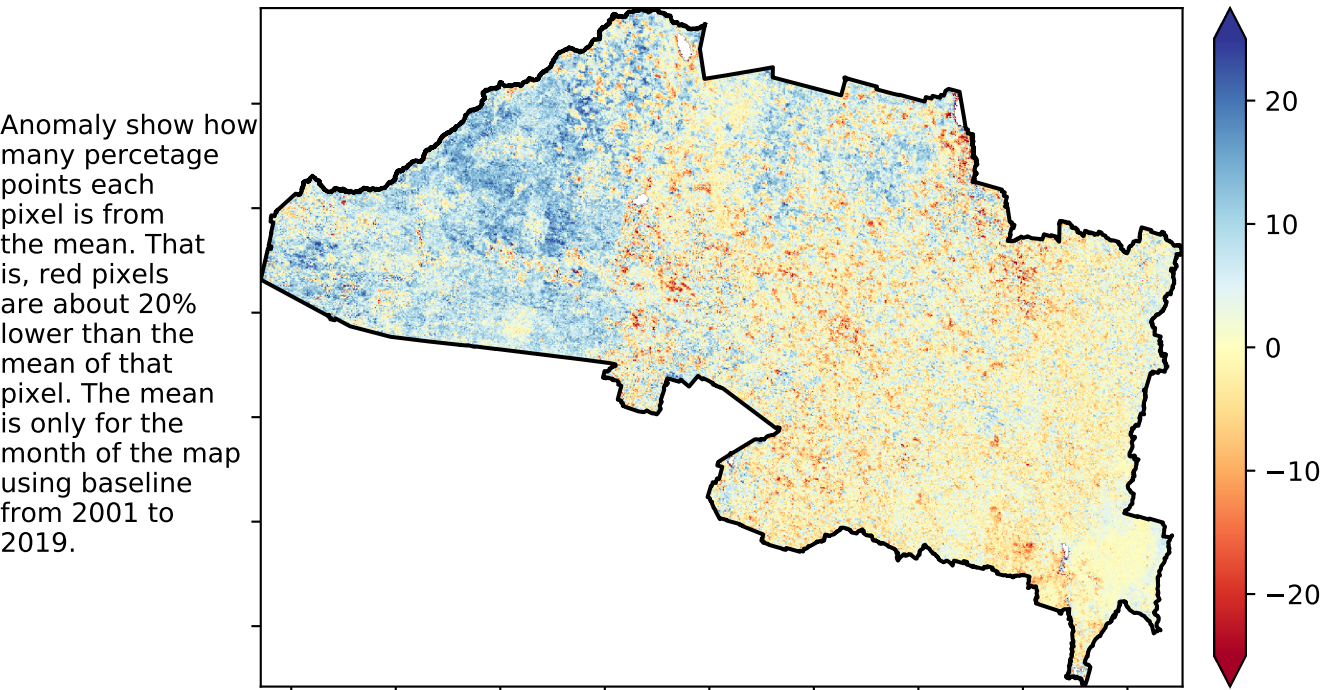 Anomaly show how
many percetage
points each
pixel is from
the mean. That
is, red pixels
are about 20%
lower than the
mean of that
pixel. The mean
is only for the
month of the map
using baseline
from 2001 to
2019.
20
10
0
−10
−20